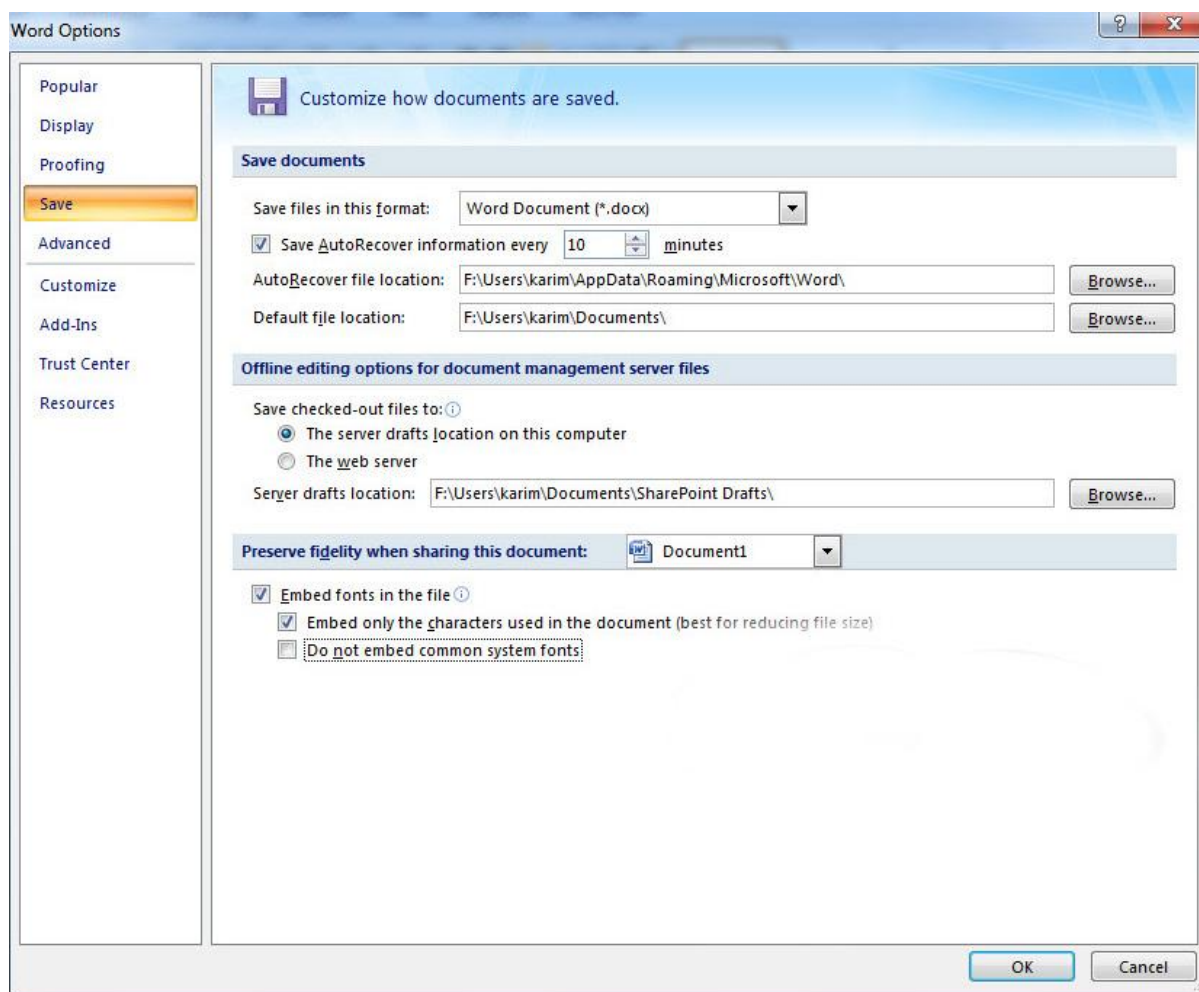 Word Options
Popular
Display
Proofing
Save
Advanced
Customize
Add-Ins
Trust Center
Resources
Customize how documents are saved.
Save documents
Save files in this format: Word Document (*.docx)
Save AutoRecover information every 10 minutes
AutoRecover file location: F:\Users\karim\AppData\Roaming\Microsoft\Word\ Browse...
Default file location: F:\Users\karim\Documents\ Browse...
Offline editing options for document management server files
Save checked-out files to:
The server drafts location on this computer
The web server
Server drafts location: F:\Users\karim\Documents\SharePoint Drafts\ Browse...
Preserve fidelity when sharing this document: Document1
Embed fonts in the file
Embed only the characters used in the document (best for reducing file size)
Do not embed common system fonts
OK Cancel